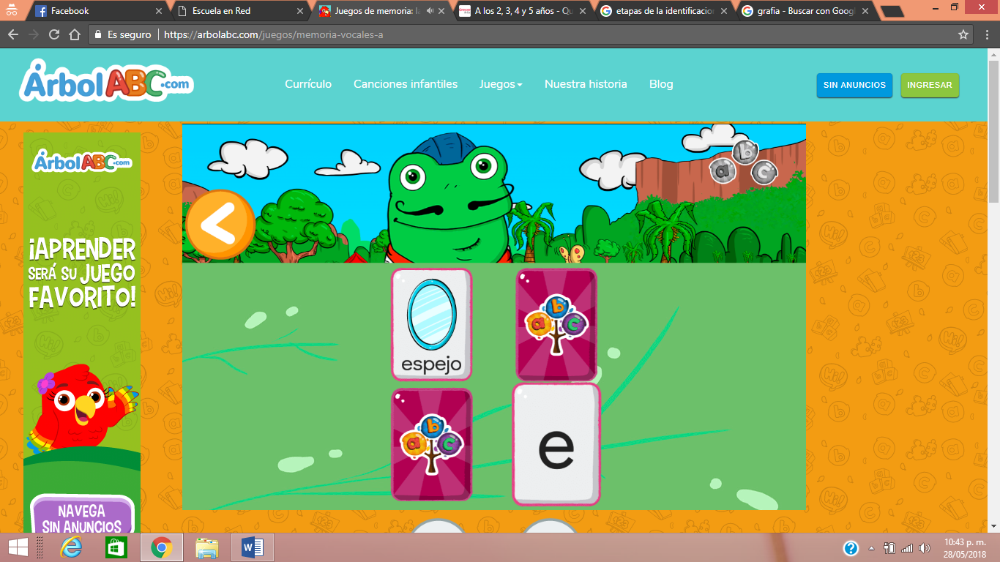 Facebook
Escuela en Red
Juegos de memoria: la
A los 2, 3, 4 y 5 años - Qu
etapas de la identificacion
grafia - Buscar con Googl
Es seguro
https://arbolabc.com/juegos/memoria-vocales-a
ÁrbolABC.com
Currículo
Canciones infantiles
Juegos
Nuestra historia
Blog
SIN ANUNCIOS
INGRESAR
ÁrbolABC.com
¡APRENDER
SERÁ SU JUEGO
FAVORITO!
NAVEGA
SIN ANUNCIOS
b
a c
espejo
b
a c
b
a c
e
10:43 p. m.
28/05/2018